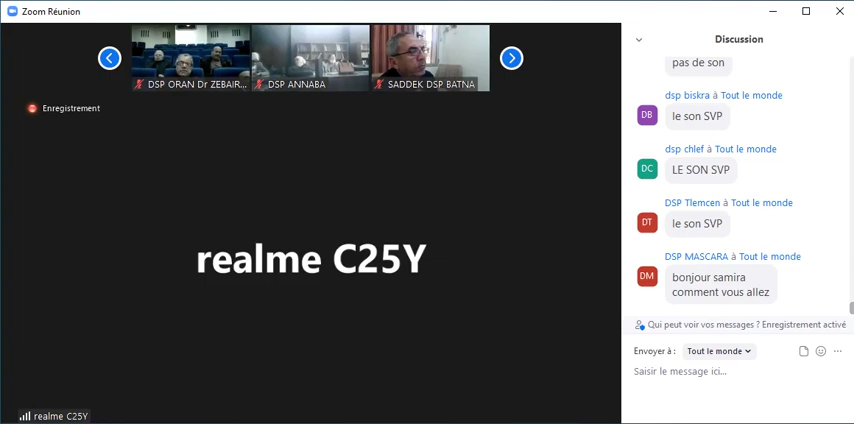 Zoom Réunion
DSP ORAN Dr ZEBAIR...
DSP ANNABA
SADDEK DSP BATNA
Enregistrement
realme C25Y
realme C25Y
Discussion
pas de son
dsp biskra à Tout le monde
DB
le son SVP
dsp chlef à Tout le monde
DC
LE SON SVP
DSP Tlemcen à Tout le monde
DT
le son SVP
DSP MASCARA à Tout le monde
DM
bonjour samira
comment vous allez
Qui peut voir vos messages ? Enregistrement activé
Envoyer à : Tout le monde
Saisir le message ici...